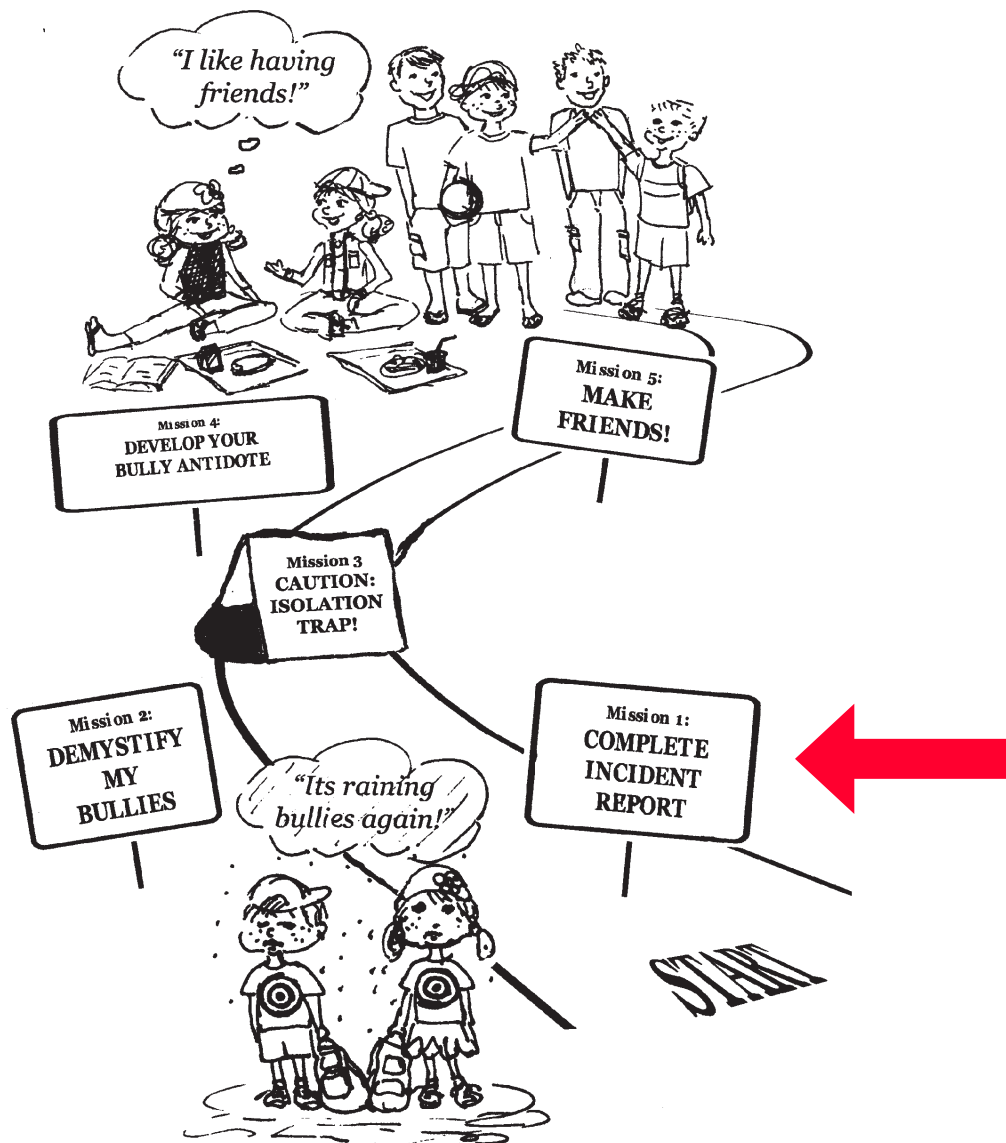 “I like having
friends!”
Mission 5:
MAKE
FRIENDS!
Mission 4:
DEVELOP YOUR
BULLY ANTIDOTE
Mission 3
CAUTION:
ISOLATION
TRAP!
Mission 2:
DEMYSTIFY
MY
BULLIES
Mission 1:
COMPLETE
INCIDENT
REPORT
“Its raining
bullies again!”
START